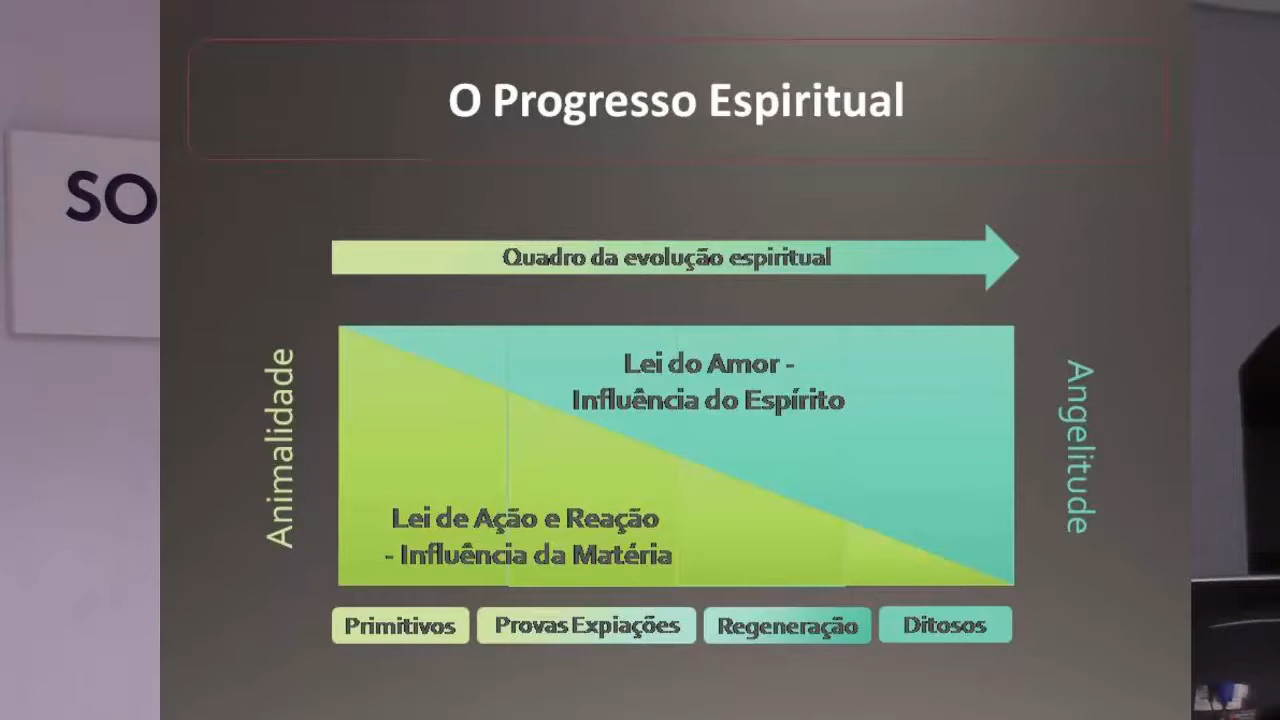 O Progresso Espiritual
SO
Quadro da evolução espiritual
Animalidade
Lei do Amor -
Influência do Espírito
Angelitude
Lei de Ação e Reação
- Influência da Matéria
Primitivos
Provas Expiações
Regeneração
Ditosos